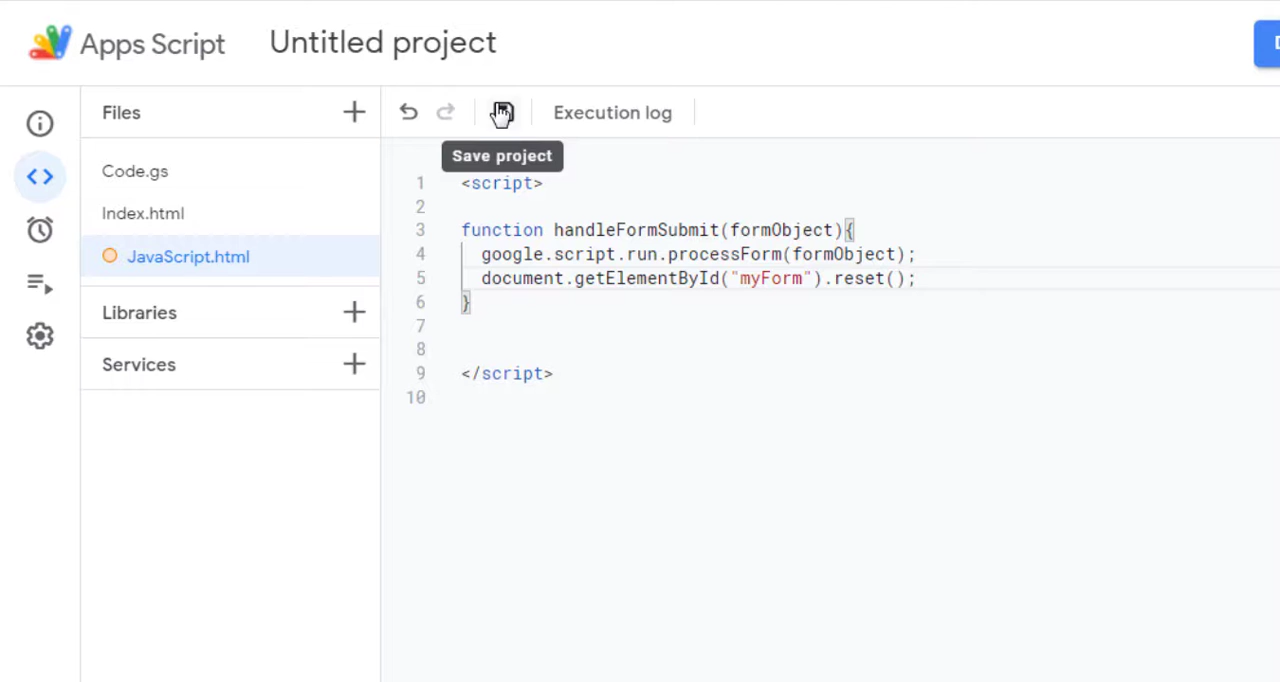 Apps Script Untitled project
Files
Execution log
Save project
Code.gs
Index.html
JavaScript.html
Libraries
Services
1 <script>
2
3 function handleFormSubmit(formObject){
4 google.script.run.processForm(formObject);
5 document.getElementById("myForm").reset();
6 }
7
8
9 </script>
10